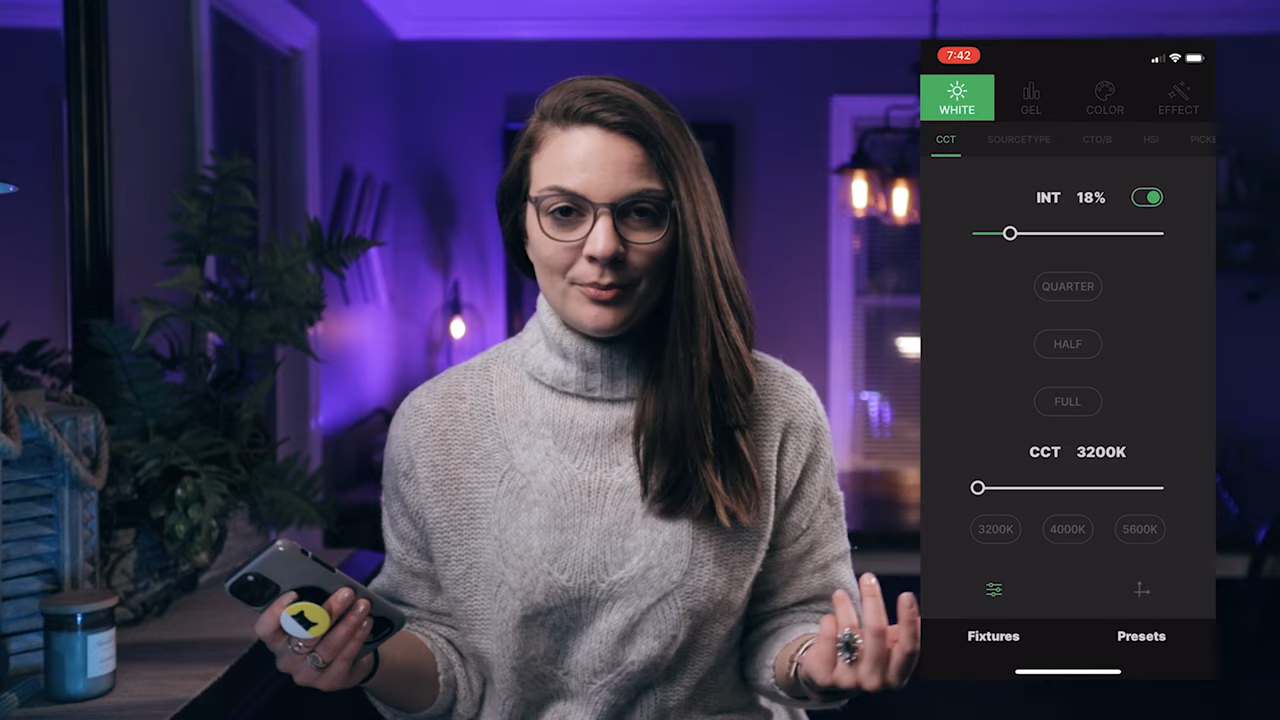 7:42
WHITE GEL COLOR EFFECT
CCT SOURCETYPE CTO/B HSI PICKE
INT 18%
QUARTER
HALF
FULL
CCT 3200K
3200K 4000K 5600K
Fixtures Presets